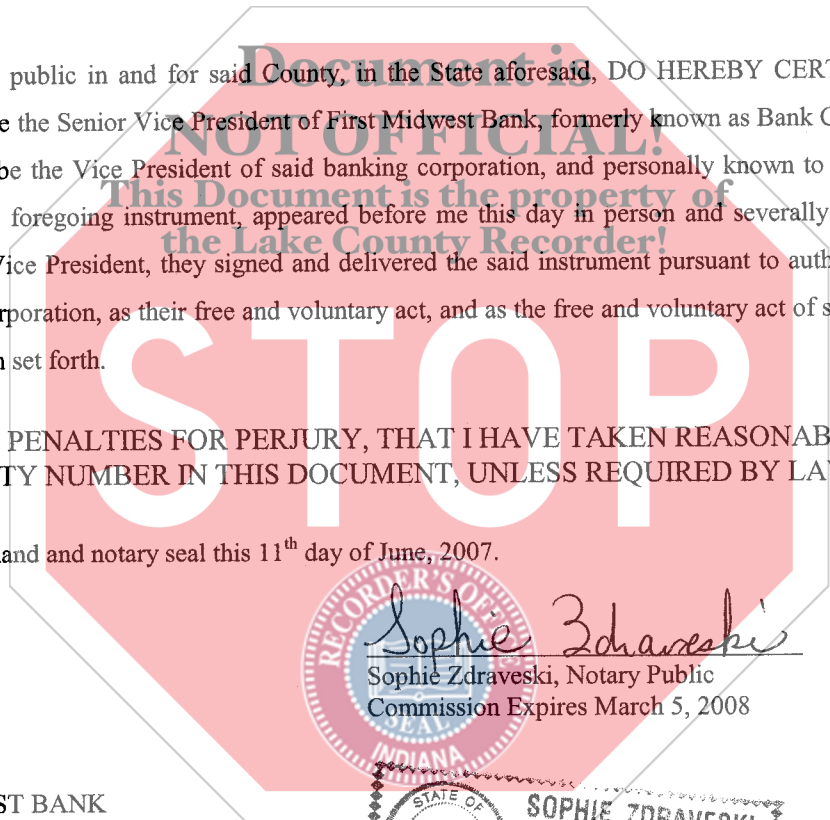 Document is
public in and for said County, in the State aforesaid, DO HEREBY CERT
e the Senior Vice President of First Midwest Bank, formerly known as Bank C
NOT OFFICIAL!
be the Vice President of said banking corporation, and personally known to
This Document is the property of
foregoing instrument, appeared before me this day in person and severally
the Lake County Recorder!
Vice President, they signed and delivered the said instrument pursuant to auth
rporation, as their free and voluntary act, and as the free and voluntary act of s
n set forth.
STOP
PENALTIES FOR PERJURY, THAT I HAVE TAKEN REASONAB
TY NUMBER IN THIS DOCUMENT, UNLESS REQUIRED BY LAW
and and notary seal this 11th day of June, 2007.
RECORDER'S OFFICE
Sophie Zdraveski
Sophie Zdraveski, Notary Public
Commission Expires March 5, 2008
SEAL
INDIANA
ST BANK
STATE OF
SOPHIE ZDRAVESKI